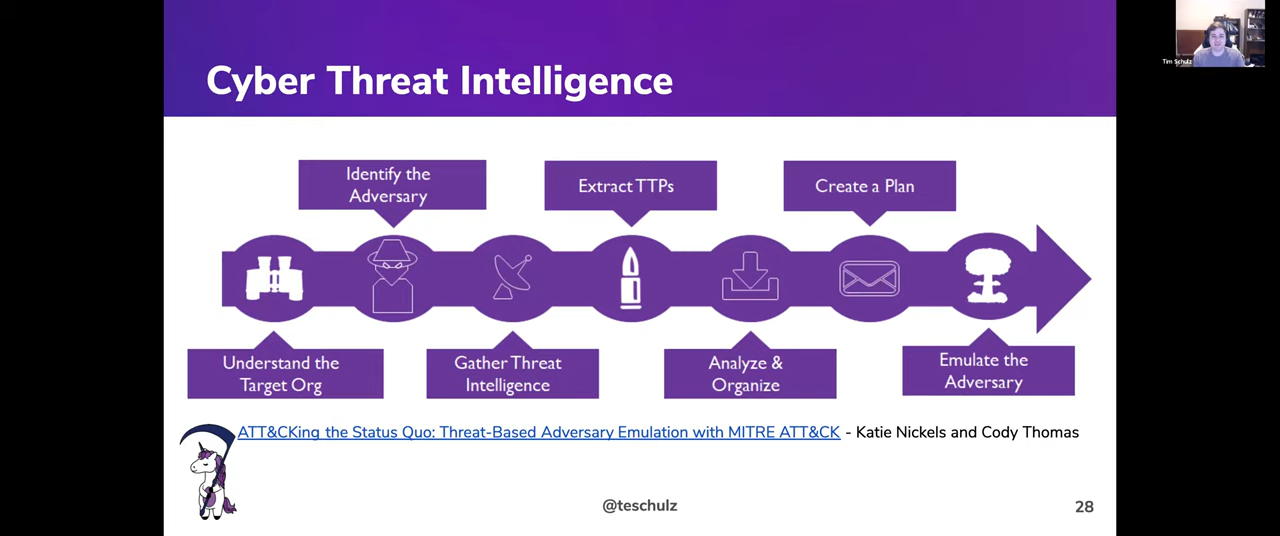 Tim Schulz
Cyber Threat Intelligence
Identify the
Adversary
Extract TTPs
Create a Plan
Understand the
Target Org
Gather Threat
Intelligence
Analyze &
Organize
Emulate the
Adversary
ATT&CKing the Status Quo: Threat-Based Adversary Emulation with MITRE ATT&CK - Katie Nickels and Cody Thomas
@teschulz
28